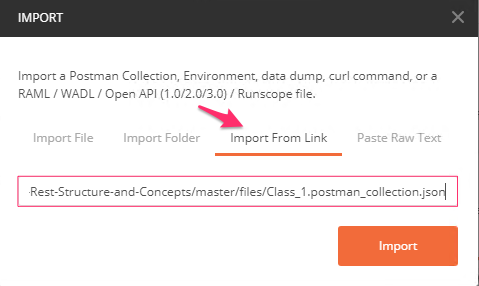 IMPORT
Import a Postman Collection, Environment, data dump, curl command, or a
RAML / WADL / Open API (1.0/2.0/3.0) / Runscope file.
Import File Import Folder Import From Link Paste Raw Text
-Rest-Structure-and-Concepts/master/files/Class_1.postman_collection.json
Import